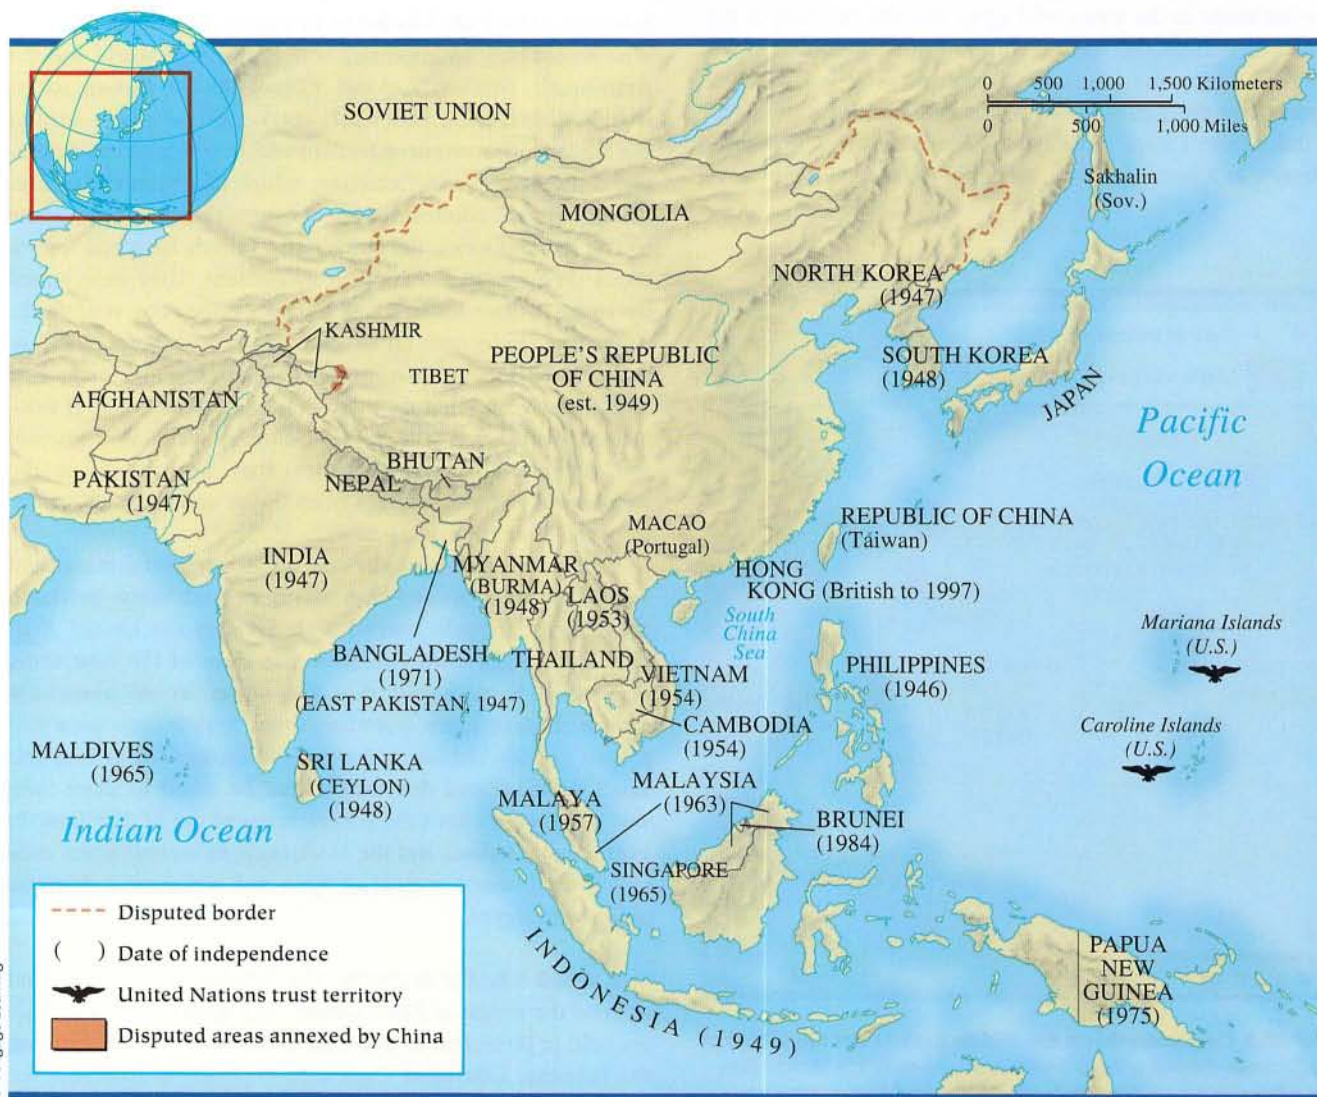 SOVIET UNION
0 500 1,000 1,500 Kilometers
0 500 1,000 Miles
Sakhalin
(Sov.)
MONGOLIA
NORTH KOREA
(1947)
KASHMIR
PEOPLE'S REPUBLIC
OF CHINA
(est. 1949)
TIBET
SOUTH KOREA
(1948)
JAPAN
AFGHANISTAN
Pacific
Ocean
PAKISTAN
(1947)
BHUTAN
NEPAL
REPUBLIC OF CHINA
(Taiwan)
MACAO
(Portugal)
INDIA
(1947)
MYANMAR
(BURMA)
(1948)
LAOS
(1953)
HONG
KONG (British to 1997)
South
China
Sea
Mariana Islands
(U.S.)
BANGLADESH
(1971)
(EAST PAKISTAN, 1947)
THAILAND
VIETNAM
(1954)
PHILIPPINES
(1946)
CAMBODIA
(1954)
Caroline Islands
(U.S.)
MALDIVES
(1965)
SRI LANKA
(CEYLON)
(1948)
MALAYSIA
(1963)
MALAYA
(1957)
BRUNEI
(1984)
Indian Ocean
SINGAPORE
(1965)
INDONESIA (1949)
PAPUA
NEW
GUINEA
(1975)
Disputed border
( ) Date of independence
United Nations trust territory
Disputed areas annexed by China